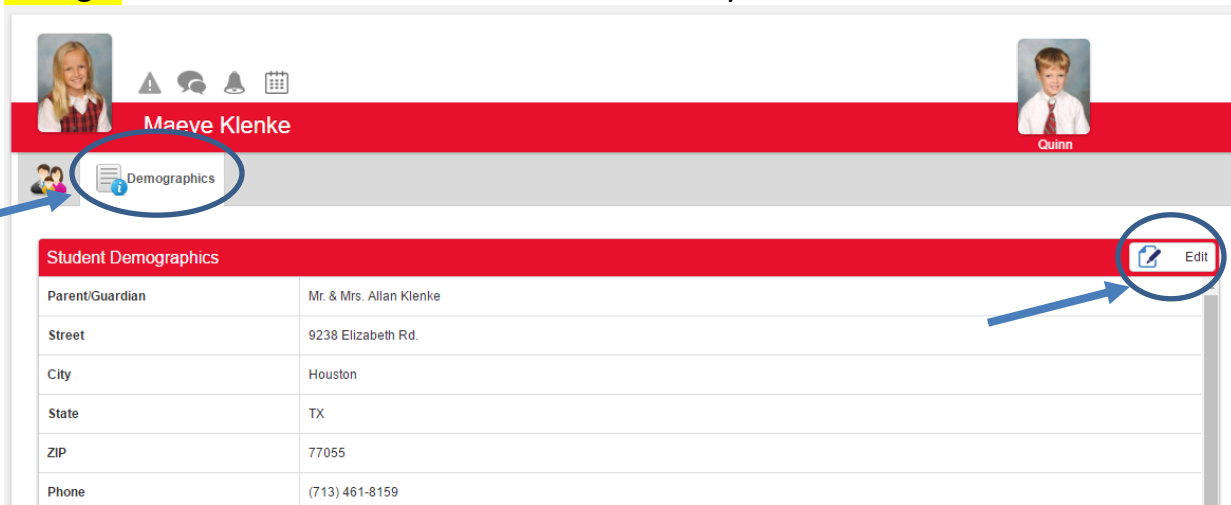 Maeve Klenke
Quinn
Demographics
Student Demographics
Edit
Parent/Guardian Mr. & Mrs. Allan Klenke
Street 9238 Elizabeth Rd.
City Houston
State TX
ZIP 77055
Phone (713) 461-8159